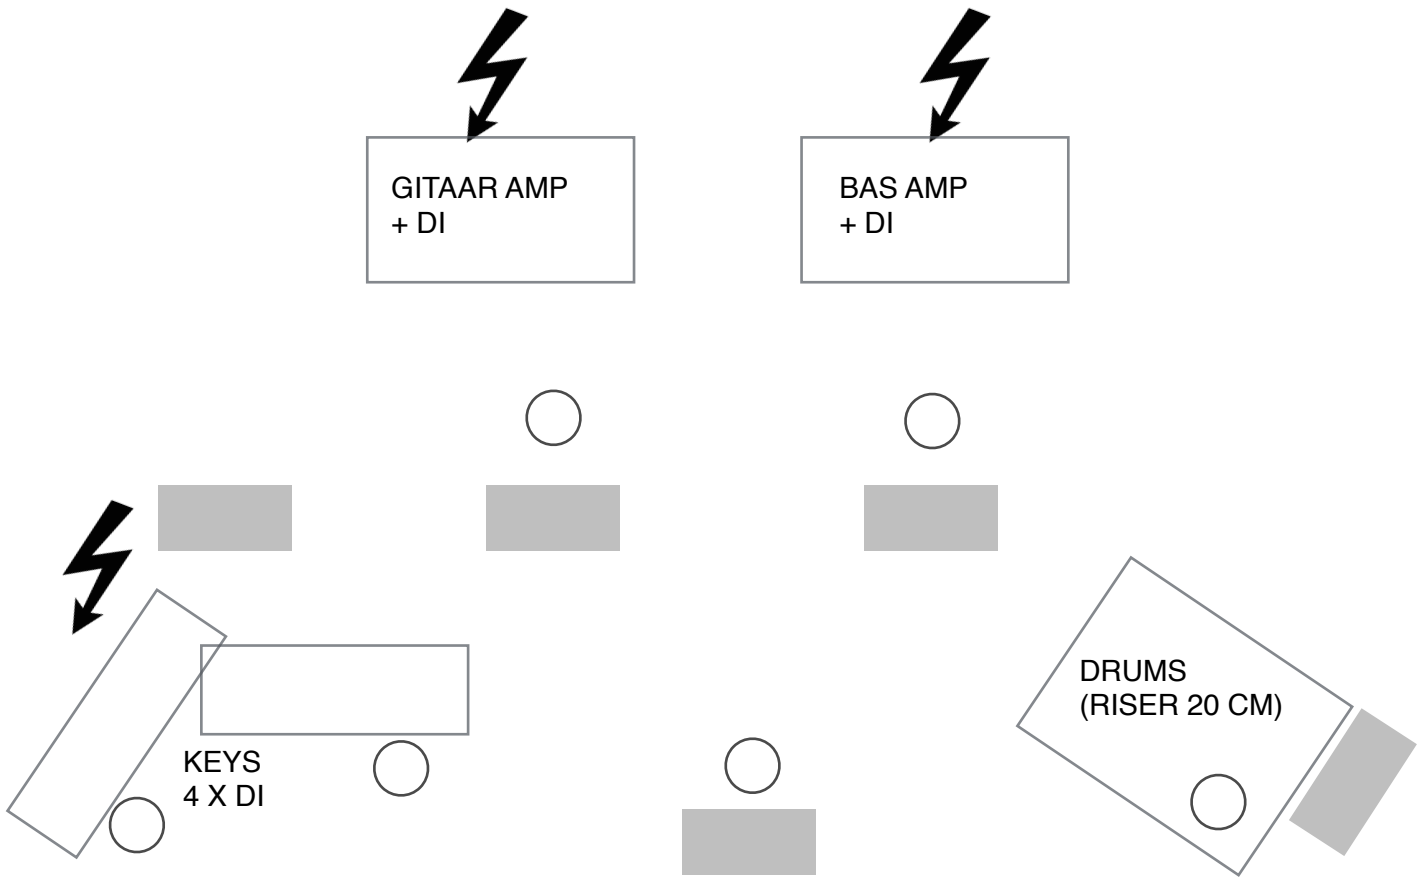 GITAAR AMP
+ DI
BAS AMP
+ DI
DRUMS
(RISER 20 CM)
KEYS
4 X DI